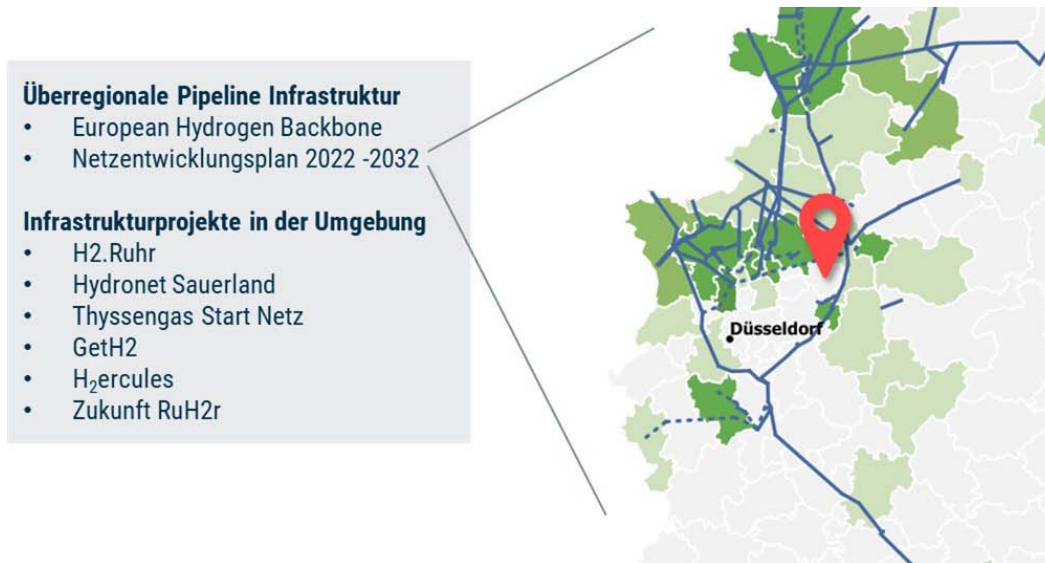 Überregionale Pipeline Infrastruktur
• European Hydrogen Backbone
• Netzentwicklungsplan 2022 -2032
Infrastrukturprojekte in der Umgebung
• H2.Ruhr
• Hydronet Sauerland
• Thyssengas Start Netz
• GetH2
• H₂ercules
• Zukunft RuH2r
Düsseldorf